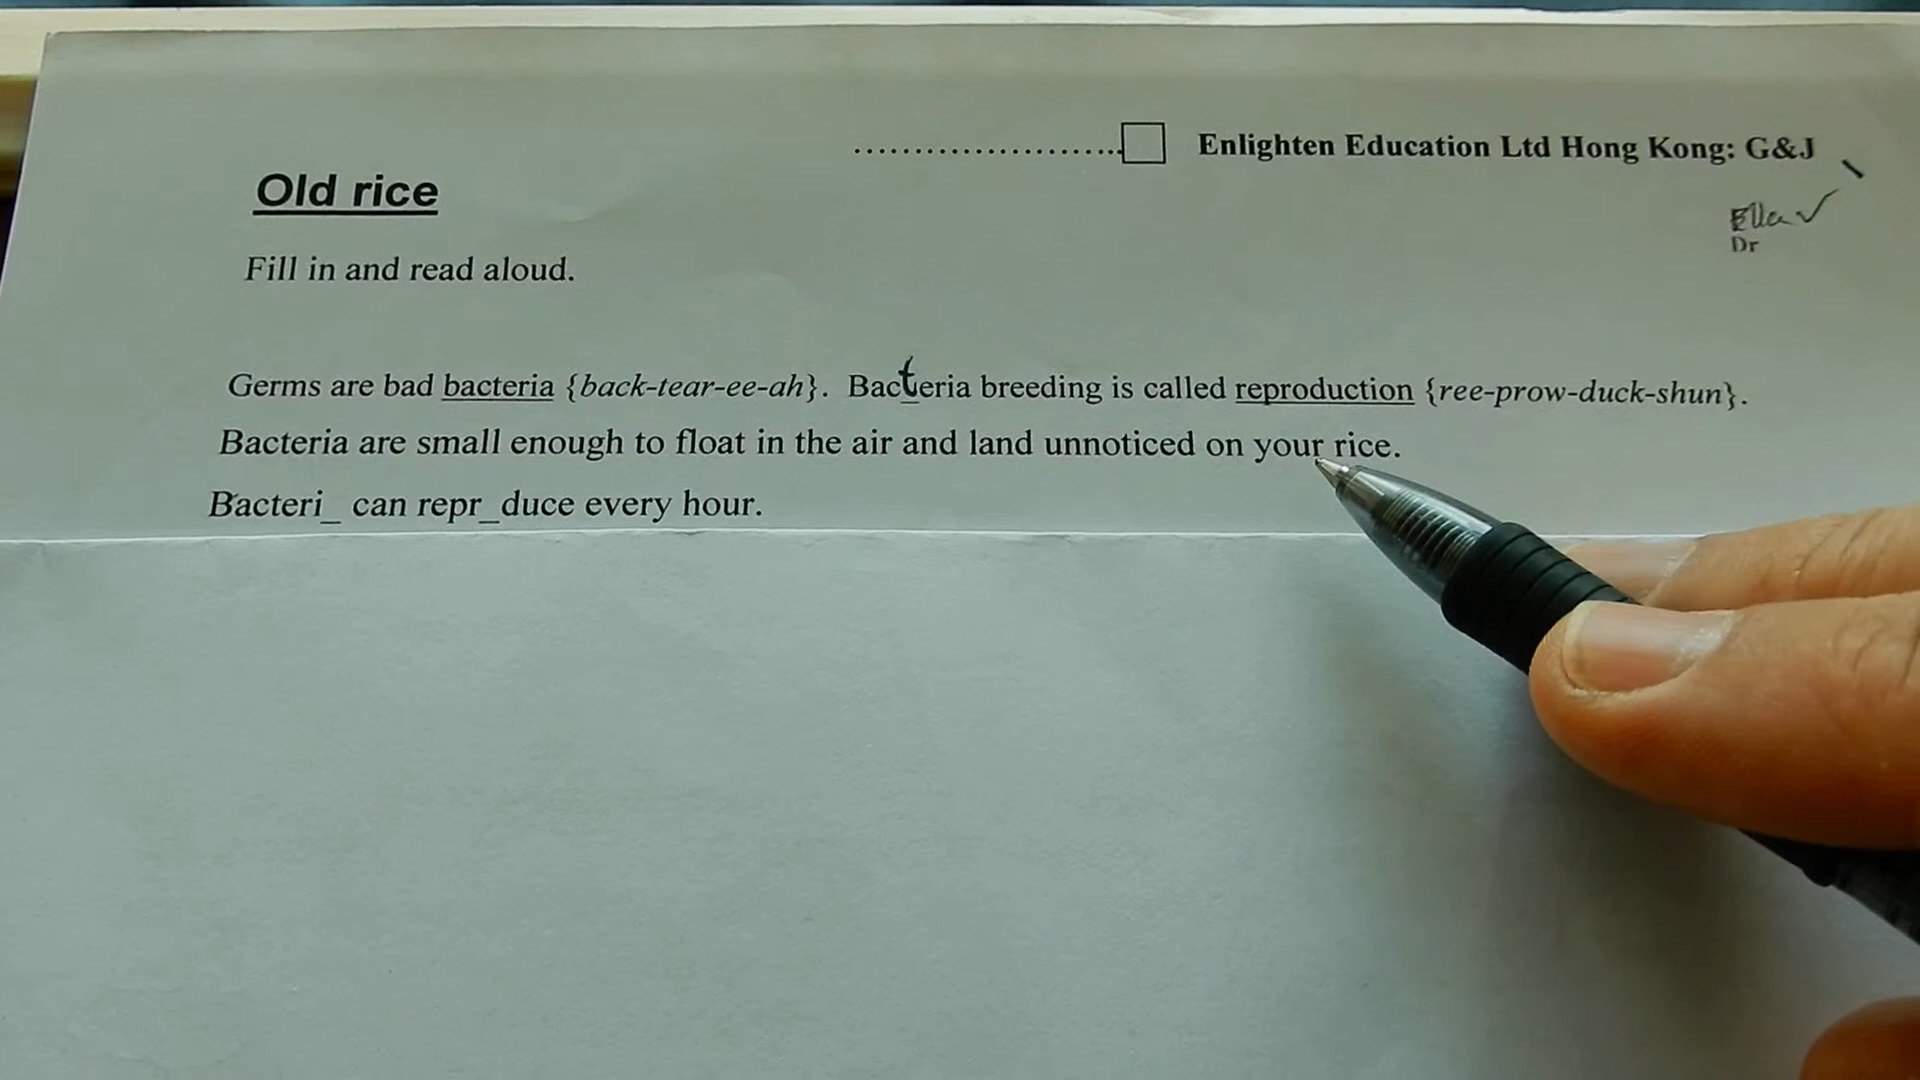 ....................... Enlighten Education Ltd Hong Kong: G&J
Old rice
Ella ✓
Dr
Fill in and read aloud.
Germs are bad bacteria {back-tear-ee-ah}. Bacteria breeding is called reproduction {ree-prow-duck-shun}.
Bacteria are small enough to float in the air and land unnoticed on your rice.
Bacteri_ can repr_duce every hour.